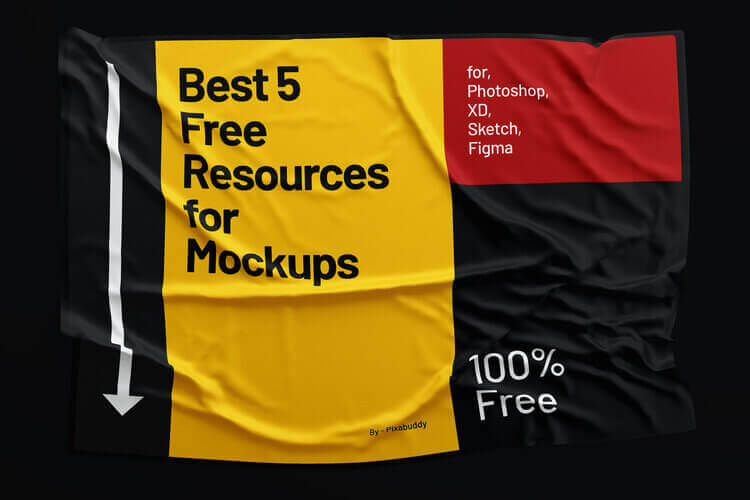 Best 5
Free
Resources
for
Mockups
for,
Photoshop,
XD,
Sketch,
Figma
100%
Free
By - Pixabuddy